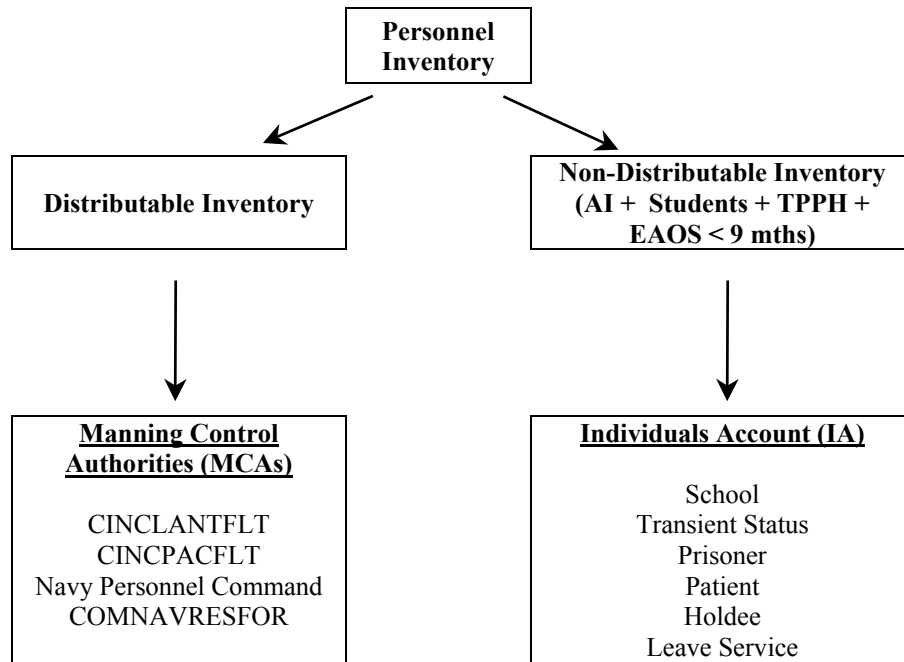 Personnel
Inventory
Distributable Inventory
Non-Distributable Inventory
(AI + Students + TPPH +
EAOS < 9 mths)
Manning Control
Authorities (MCAs)
CINCLANTFLT
CINCPACFLT
Navy Personnel Command
COMNAVRESFOR
Individuals Account (IA)
School
Transient Status
Prisoner
Patient
Holdee
Leave Service